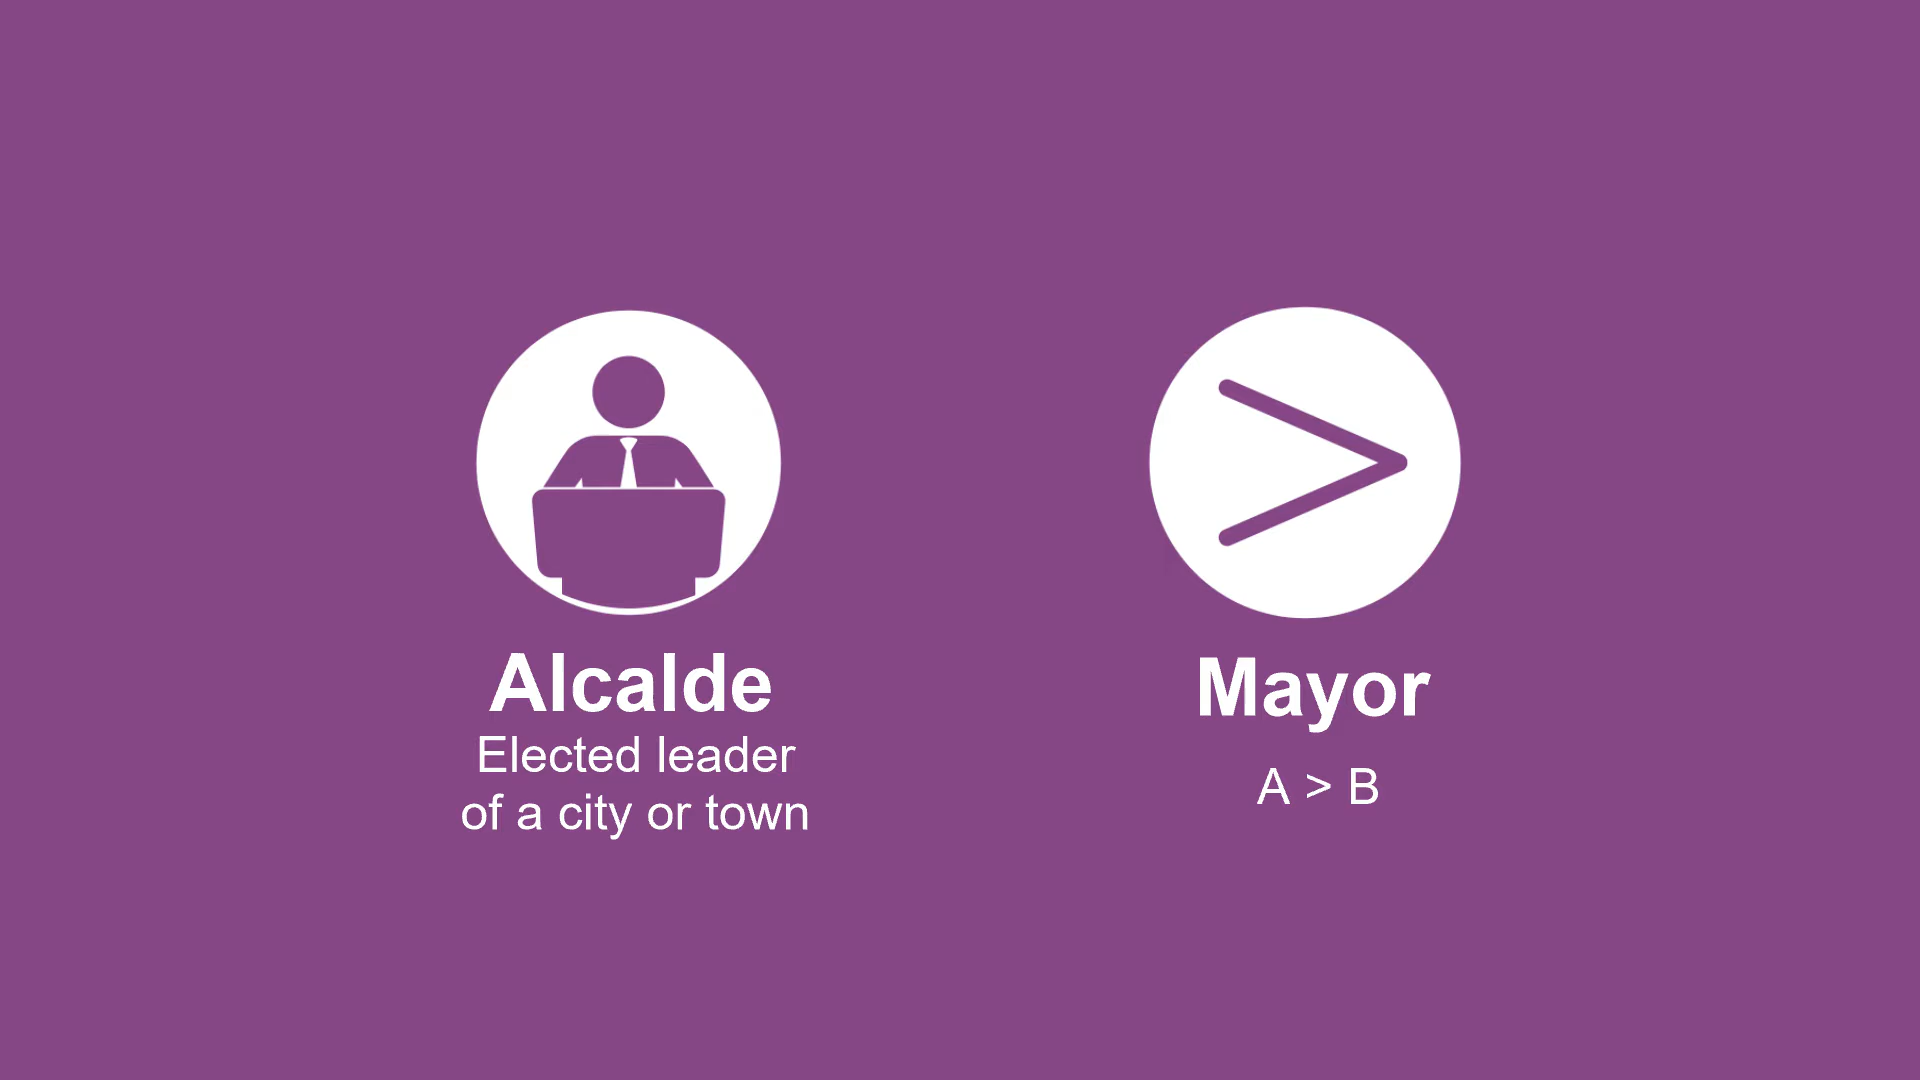 Alcalde
Elected leader
of a city or town
Mayor
A > B